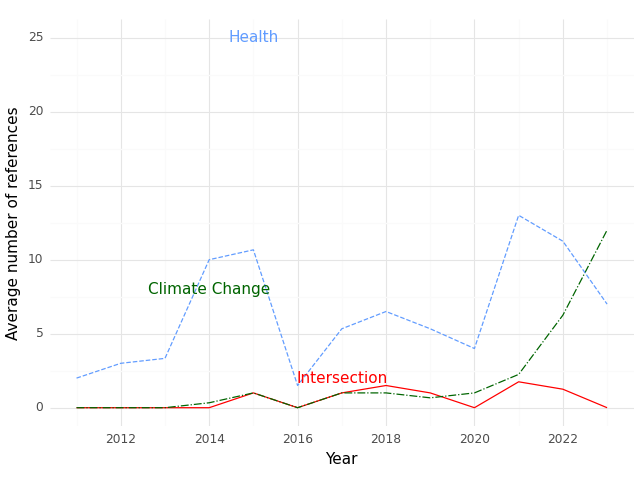 Health
Climate Change
Intersection
25
20
15
10
5
0
Average number of references
2012 2014 2016 2018 2020 2022
Year